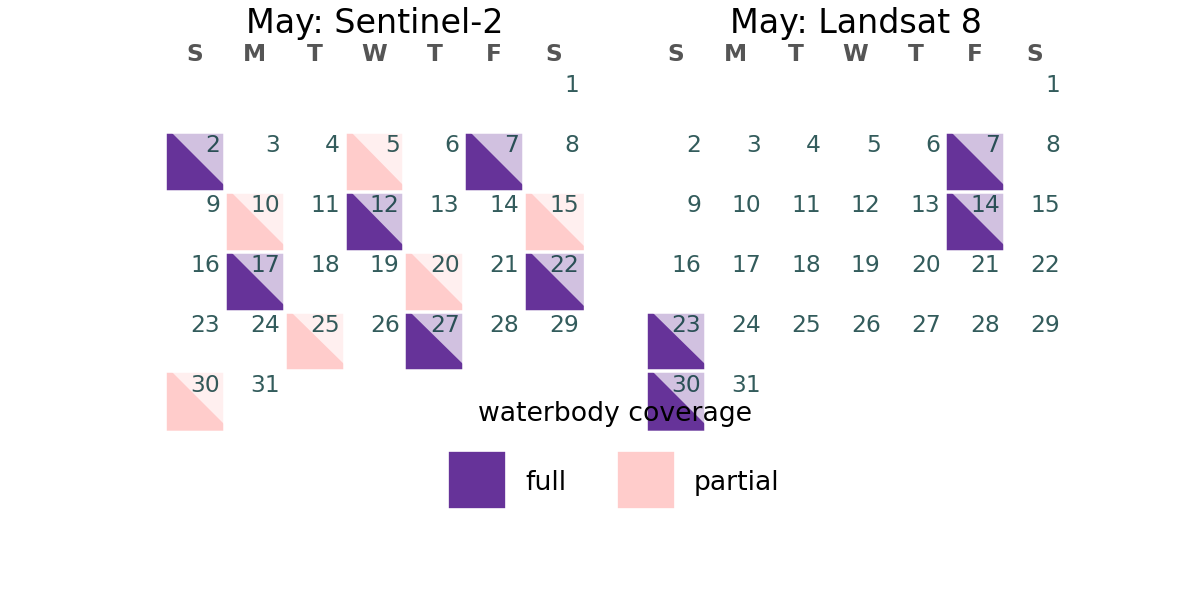 May: Sentinel-2
S M T W T F S
1
2 3 4 5 6 7 8
9 10 11 12 13 14 15
16 17 18 19 20 21 22
23 24 25 26 27 28 29
30 31
May: Landsat 8
S M T W T F S
1
2 3 4 5 6 7 8
9 10 11 12 13 14 15
16 17 18 19 20 21 22
23 24 25 26 27 28 29
30 31
waterbody coverage
full partial